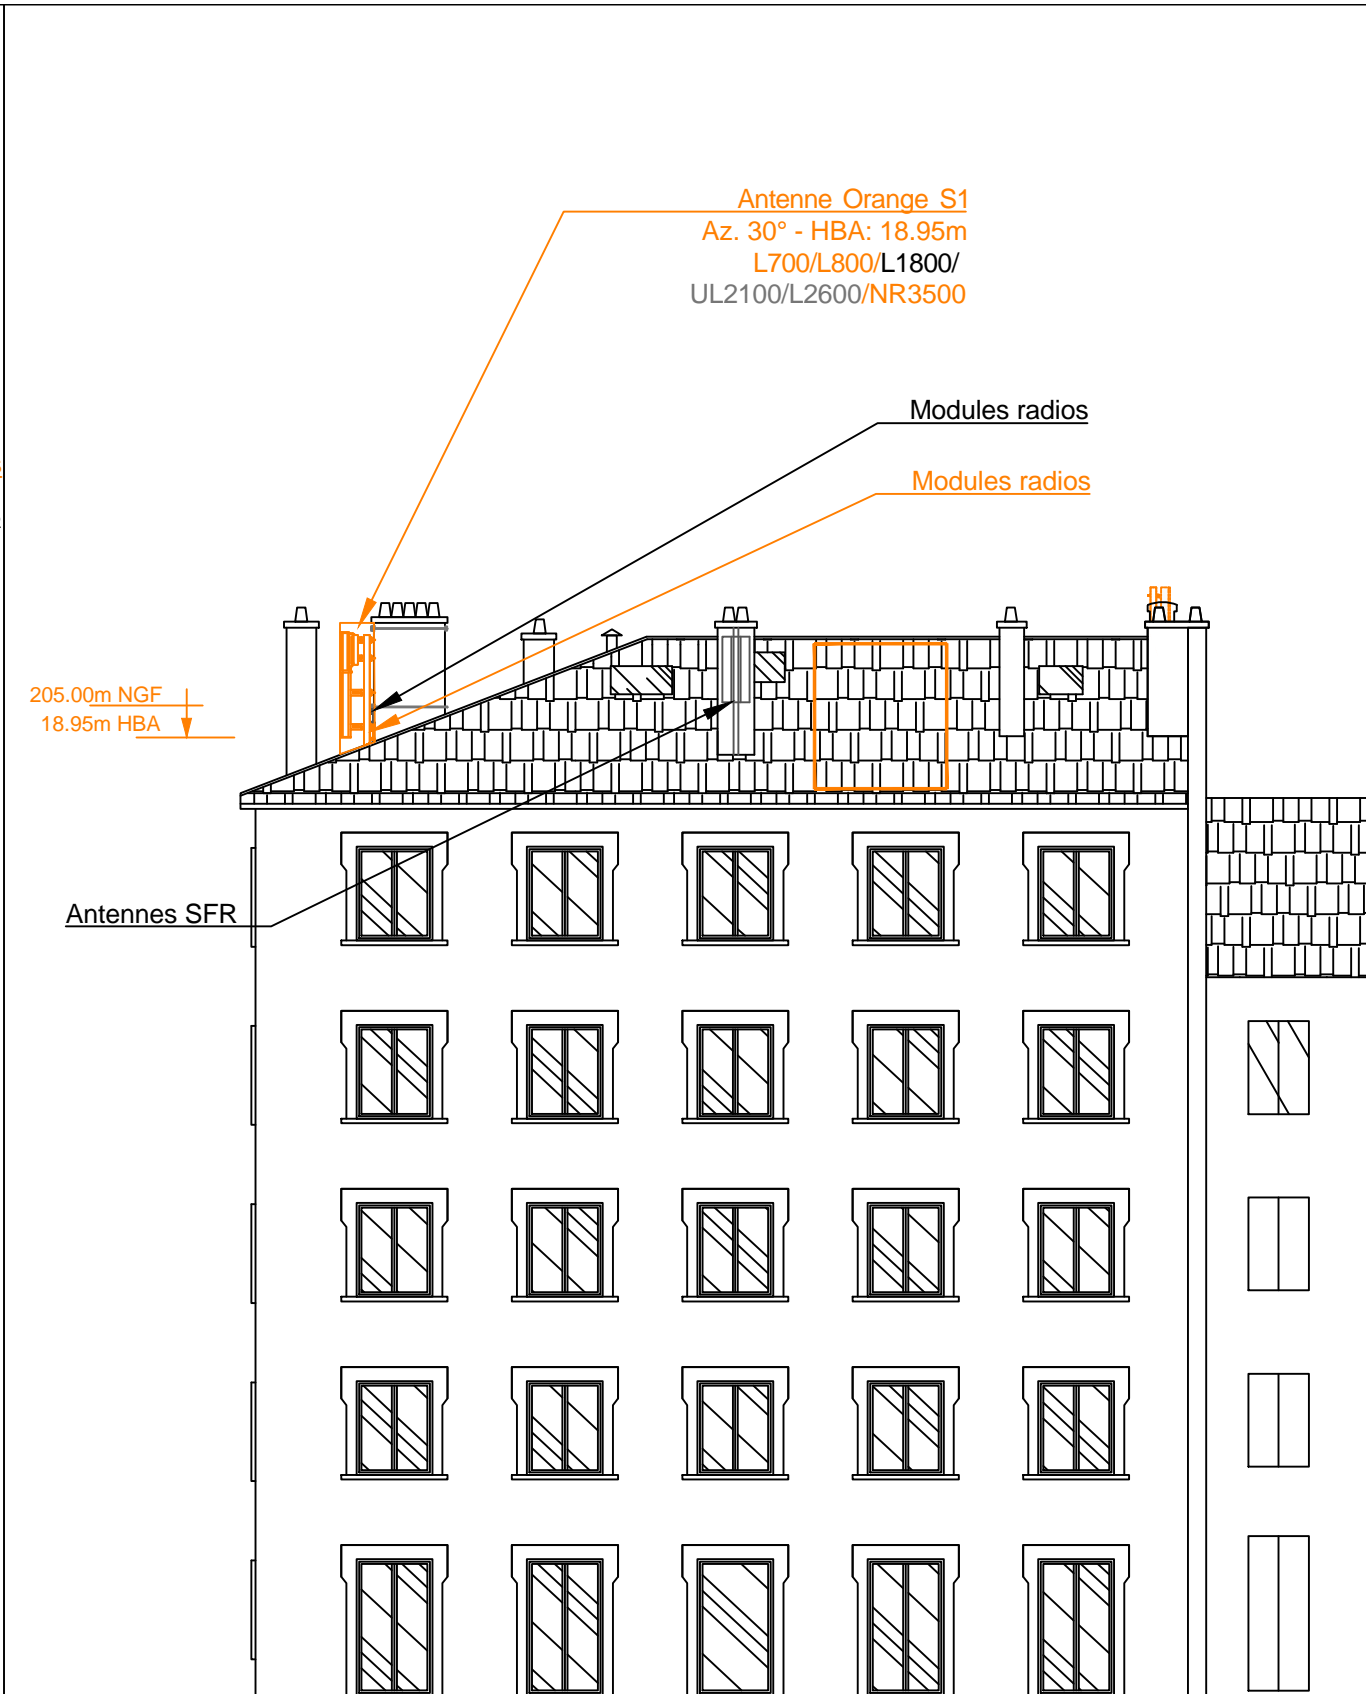 Antenne Orange S1
Az. 30° - HBA: 18.95m
L700/L800/L1800/
UL2100/L2600/NR3500
Modules radios
Modules radios
205.00m NGF
18.95m HBA
Antennes SFR